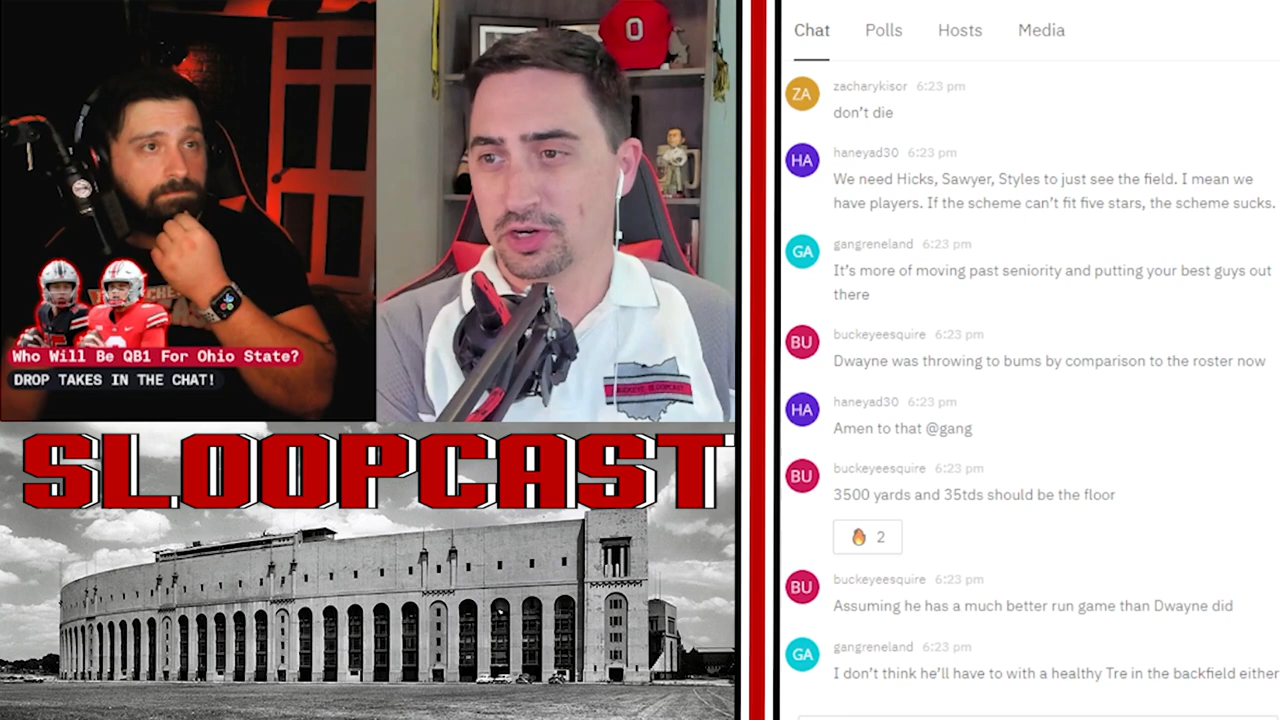 O
Who Will Be QB1 For Ohio State?
DROP TAKES IN THE CHAT!
BUCKEYE SLOOPCAST
SLOOPCAST
Chat Polls Hosts Media
ZA zacharykisor 6:23 pm
don’t die
HA haneyad30 6:23 pm
We need Hicks, Sawyer, Styles to just see the field. I mean we
have players. If the scheme can’t fit five stars, the scheme sucks.
GA gangreneland 6:23 pm
It’s more of moving past seniority and putting your best guys out
there
BU buckeyeesquire 6:23 pm
Dwayne was throwing to bums by comparison to the roster now
HA haneyad30 6:23 pm
Amen to that @gang
BU buckeyeesquire 6:23 pm
3500 yards and 35tds should be the floor
2
BU buckeyeesquire 6:23 pm
Assuming he has a much better run game than Dwayne did
GA gangreneland 6:23 pm
I don’t think he’ll have to with a healthy Tre in the backfield either